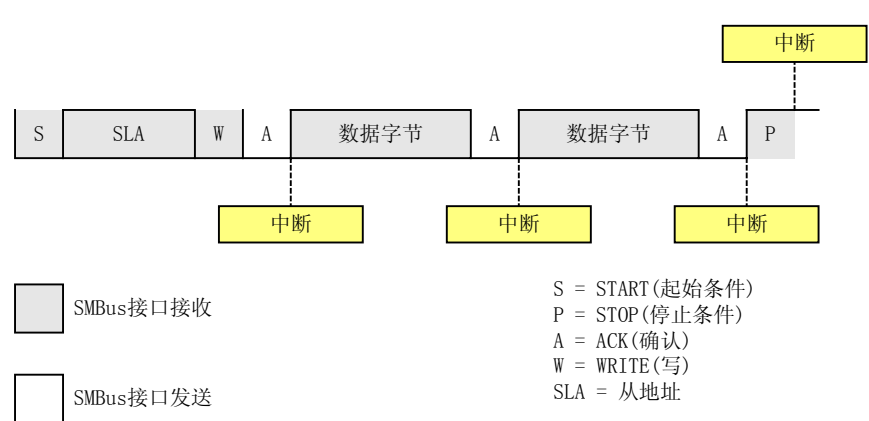 中断
S SLA W A 数据字节 A 数据字节 A P
中断 中断 中断
SMBus接口接收
SMBus接口发送
S = START(起始条件)
P = STOP(停止条件)
A = ACK(确认)
W = WRITE(写)
SLA = 从地址